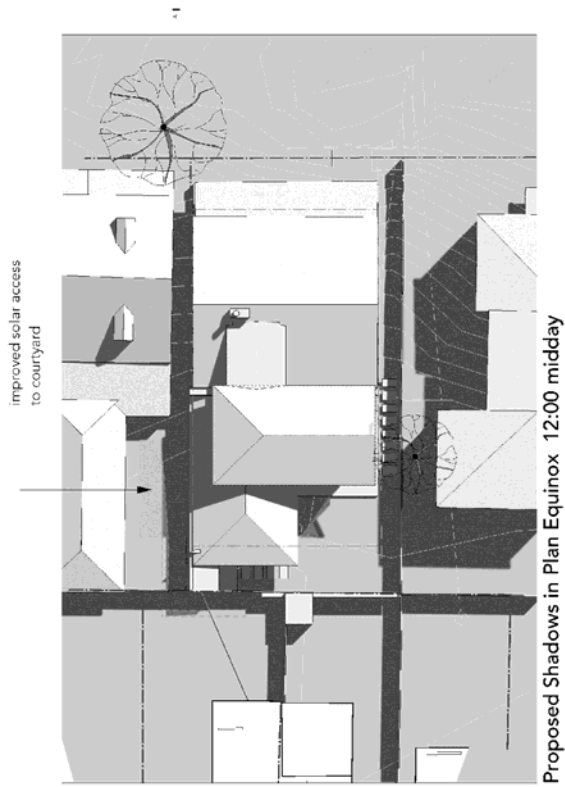 improved solar access
to courtyard
Proposed Shadows in Plan Equinox 12:00 midday